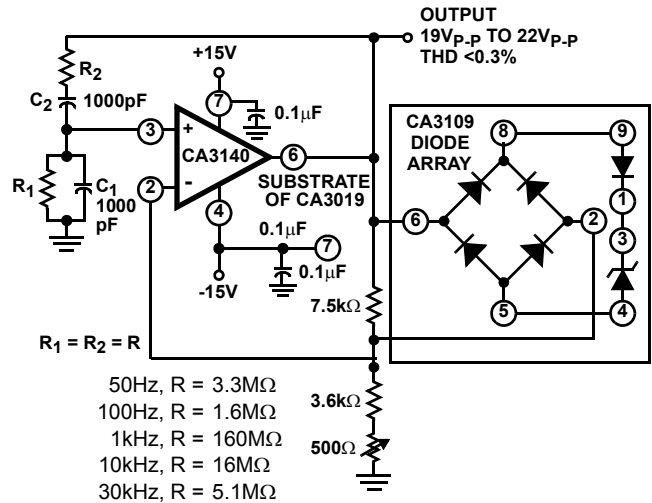 OUTPUT
19VP-P TO 22VP-P
THD <0.3%
+15V
R2
C2 1000pF
7
0.1μF
3
+
CA3140
6
2
-
R1
C1
1000
pF
4
SUBSTRATE
OF CA3019
0.1μF
7
0.1μF
-15V
CA3109
DIODE
ARRAY
8
9
1
6
2
3
5
4
7.5kΩ
R1 = R2 = R
50Hz, R = 3.3MΩ
100Hz, R = 1.6MΩ
1kHz, R = 160MΩ
10kHz, R = 16MΩ
30kHz, R = 5.1MΩ
3.6kΩ
500Ω